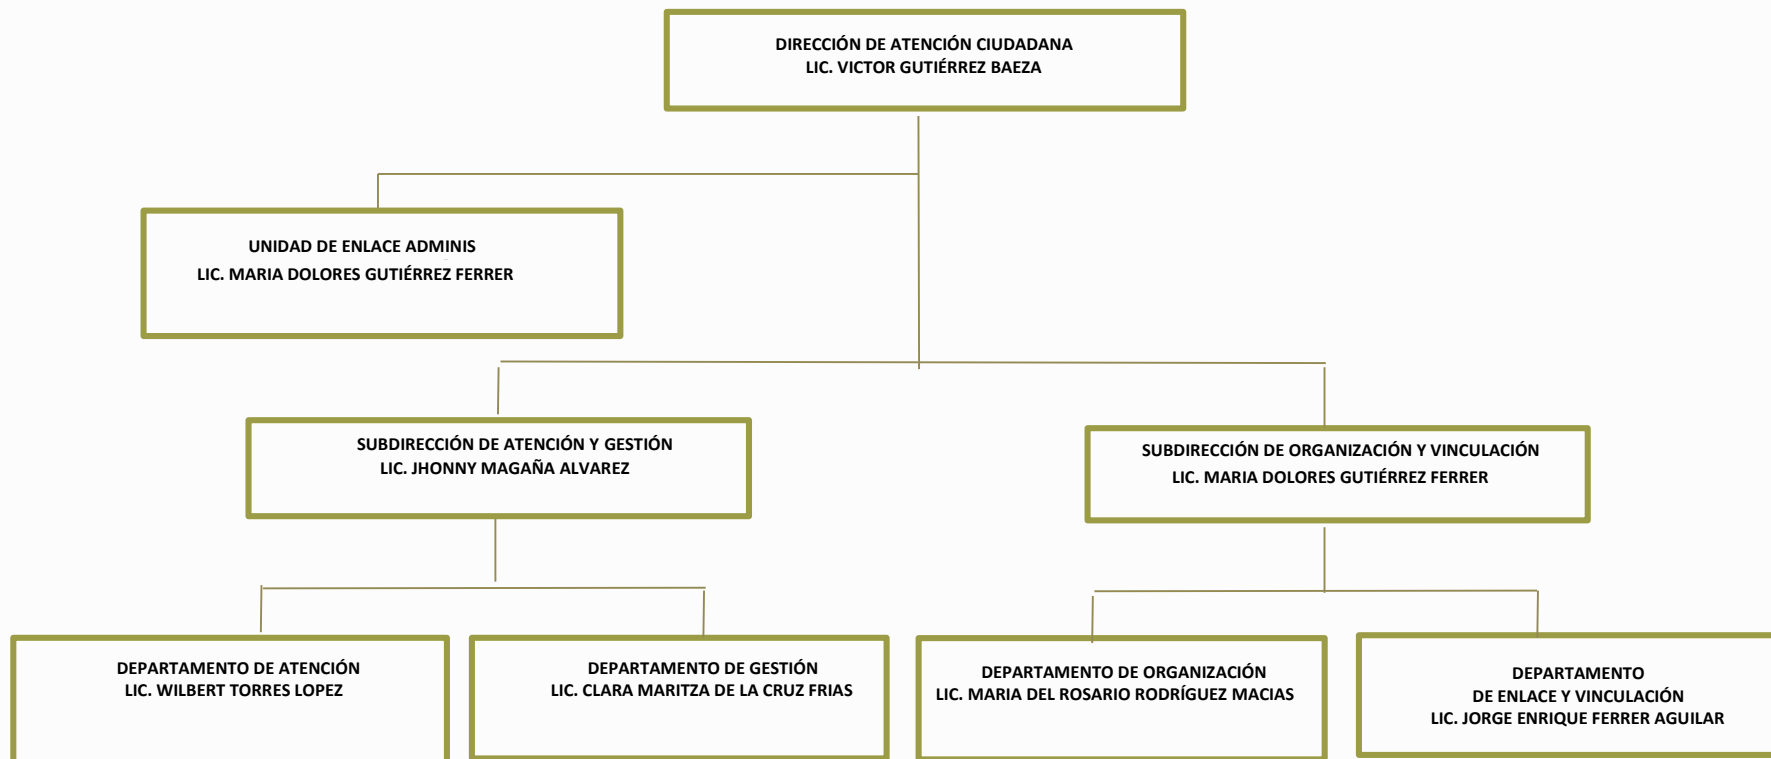 DIRECCIÓN DE ATENCIÓN CIUDADANA
LIC. VICTOR GUTIÉRREZ BAEZA
UNIDAD DE ENLACE ADMINIS
LIC. MARIA DOLORES GUTIÉRREZ FERRER
SUBDIRECCIÓN DE ATENCIÓN Y GESTIÓN
LIC. JHONNY MAGAÑA ALVAREZ
SUBDIRECCIÓN DE ORGANIZACIÓN Y VINCULACIÓN
LIC. MARIA DOLORES GUTIÉRREZ FERRER
DEPARTAMENTO DE ATENCIÓN
LIC. WILBERT TORRES LOPEZ
DEPARTAMENTO DE GESTIÓN
LIC. CLARA MARITZA DE LA CRUZ FRIAS
DEPARTAMENTO DE ORGANIZACIÓN
LIC. MARIA DEL ROSARIO RODRÍGUEZ MACIAS
DEPARTAMENTO
DE ENLACE Y VINCULACIÓN
LIC. JORGE ENRIQUE FERRER AGUILAR